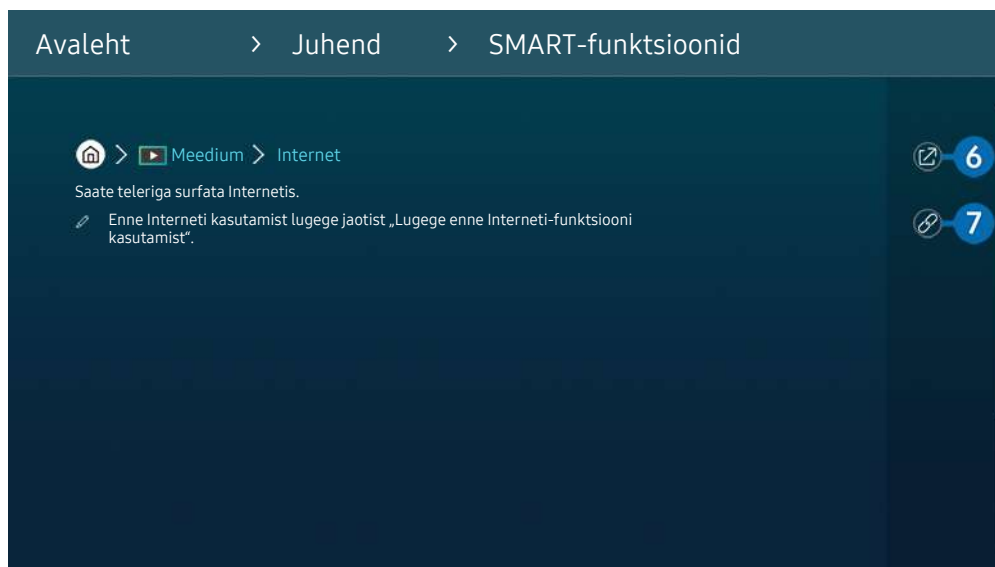 Avaleht > Juhend > SMART-funktsioonid
> Meedium > Internet
6
Saate teleriga surfata Internetis.
Enne Interneti kasutamist lugege jaotist „Lugege enne Interneti-funktsiooni
kasutamist“.
7